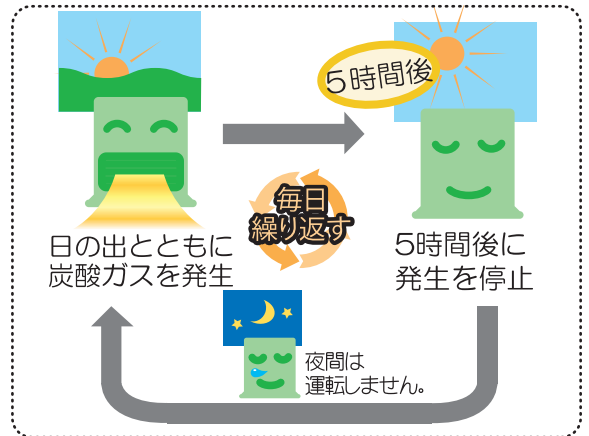 5時間後
毎日
繰り返す
日の出とともに
炭酸ガスを発生
5時間後に
発生を停止
夜間は
運転しません。